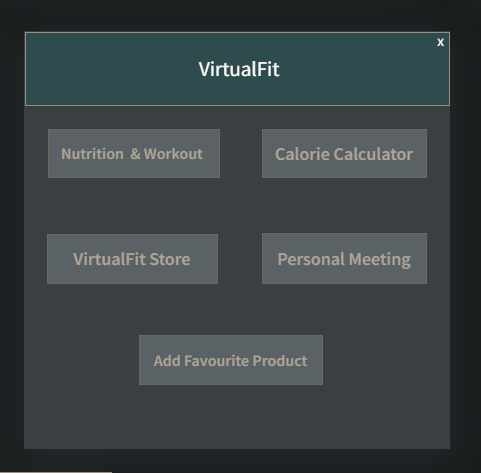 x
VirtualFit
Nutrition & Workout
Calorie Calculator
VirtualFit Store
Personal Meeting
Add Favourite Product